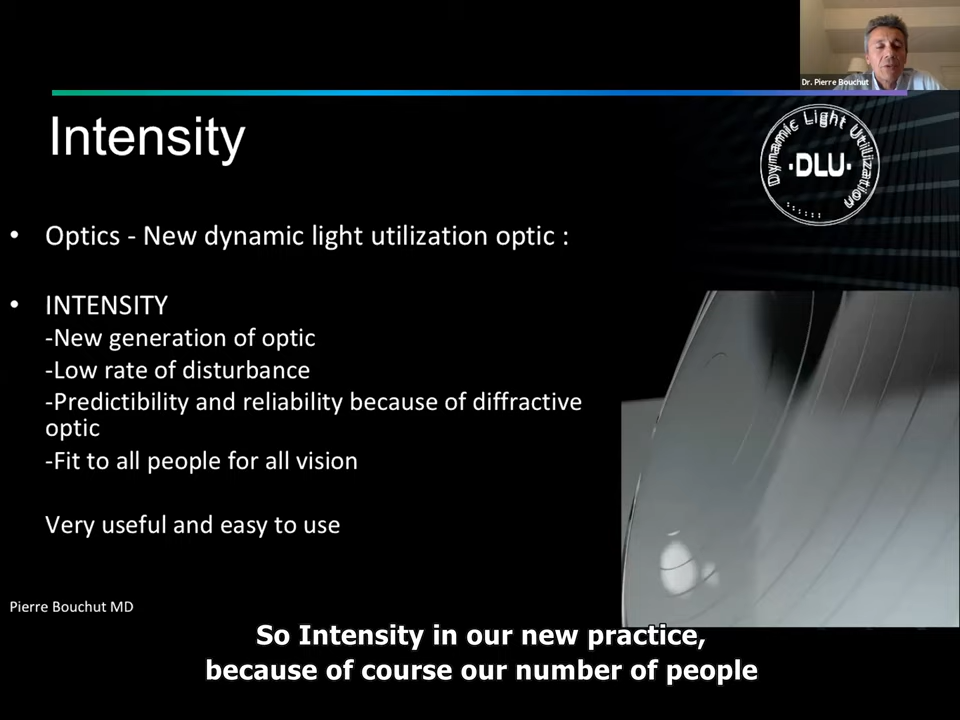 Dr. Pierre Bouchut
Intensity
Dynamic Light Utilization
·DLU·
• Optics - New dynamic light utilization optic :
• INTENSITY
-New generation of optic
-Low rate of disturbance
-Predictibility and reliability because of diffractive
optic
-Fit to all people for all vision
Very useful and easy to use
Pierre Bouchut MD
So Intensity in our new practice,
because of course our number of people